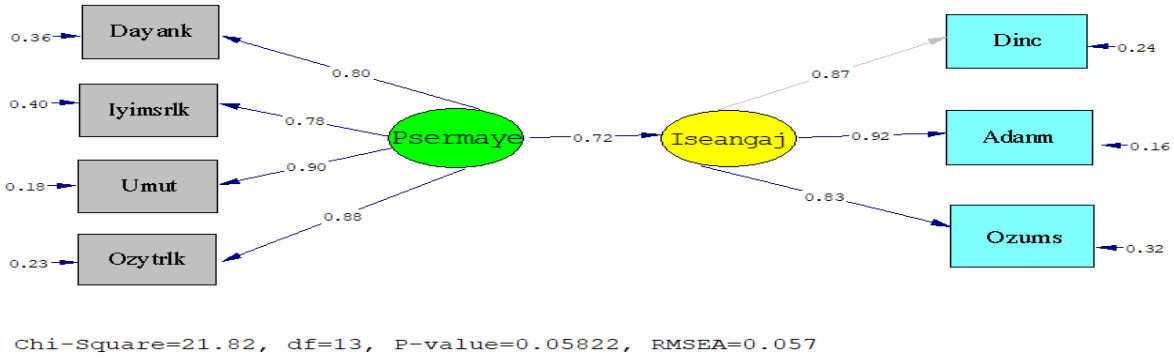 Dayank
0.36
0.80
Iyimsrlk
0.40
0.78
Umut
0.18
0.90
Ozytrlk
0.23
0.88
Psermaye
0.72
Iseangaj
0.87
Dinc
0.24
0.92
Adanm
0.16
0.83
Ozums
0.32
Chi-Square=21.82, df=13, P-value=0.05822, RMSEA=0.057